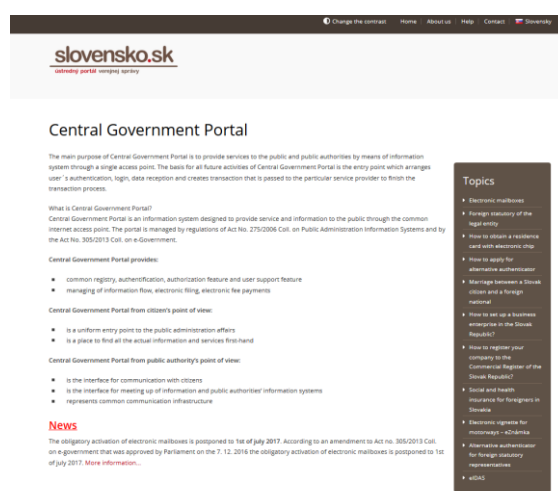 Change the contrast Home About us Help Contact Slovensky
slovensko.sk
ústredný portál verejnej správy
Central Government Portal
The main purpose of Central Government Portal is to provide services to the public and public authorities by means of information
system through a single access point. The basis for all future activities of Central Government Portal is the entry point which arranges
user´s authentication, login, data reception and creates transaction that is passed to the particular service provider to finish the
transaction process.
What is Central Government Portal?
Central Government Portal is an information system designed to provide service and information to the public through the common
internet access point. The portal is managed by regulations of Act No. 275/2006 Coll. on Public Administration Information Systems and by
the Act No. 305/2013 Coll. on e-Government.
Central Government Portal provides:
common registry, authentification, authorization feature and user support feature
managing of information flow, electronic filing, electronic fee payments
Central Government Portal from citizen's point of view:
is a uniform entry point to the public administration affairs
is a place to find all the actual information and services first-hand
Central Government Portal from public authority's point of view:
is the interface for communication with citizens
is the interface for meeting up of information and public authorities' information systems
represents common communication infrastructure
News
The obligatory activation of electronic mailboxes is postponed to 1st of july 2017. According to an amendment to Act no. 305/2013 Coll.
on e-government that was approved by Parliament on the 7. 12. 2016 the obligatory activation of electronic mailboxes is postponed to 1st
of july 2017. More information...
Topics
Electronic mailboxes
Foreign statutory of the
legal entity
How to obtain a residence
card with electronic chip
How to apply for
alternative authenticator
Marriage between a Slovak
citizen and a foreign
national
How to set up a business
enterprise in the Slovak
Republic?
How to register your
company to the
Commercial Register of the
Slovak Republic?
Social and health
insurance for foreigners in
Slovakia
Electronic vignette for
motorways – eZnámka
Alternative authenticator
for foreign statutory
representatives
eIDAS